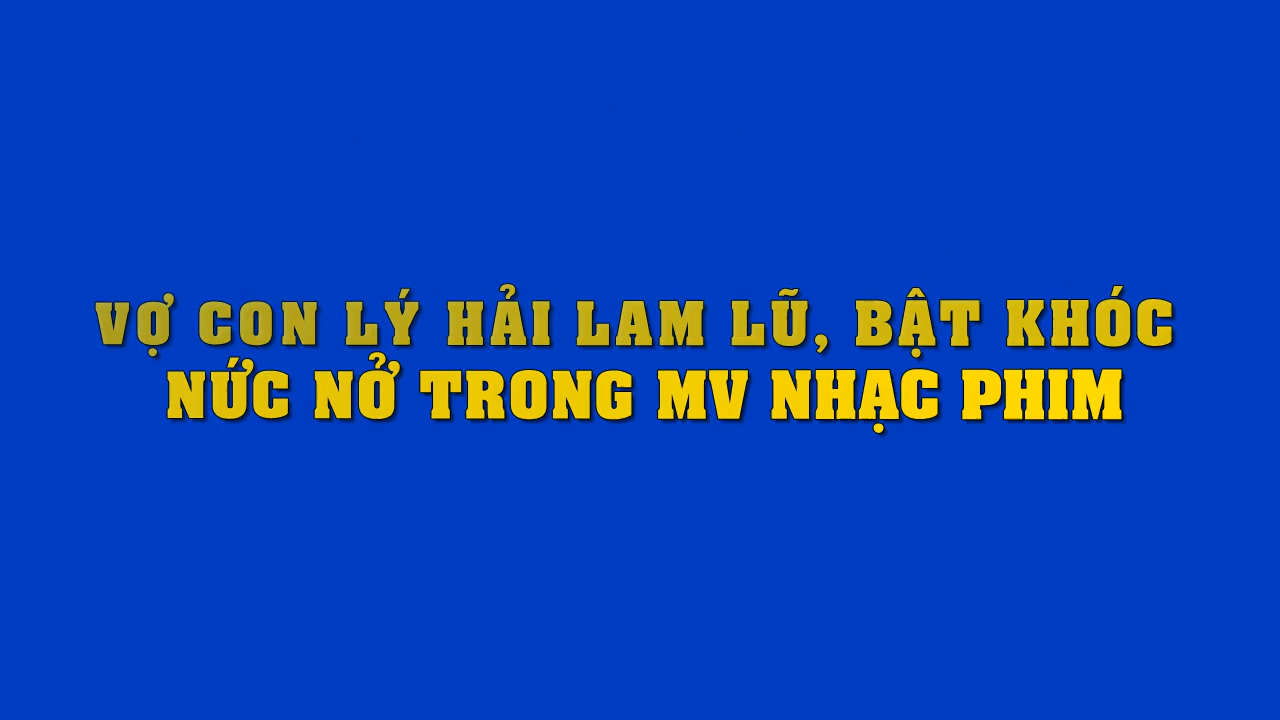 VỢ CON LÝ HẢI LAM LŨ, BẬT KHÓC
NỨC NỞ TRONG MV NHẠC PHIM